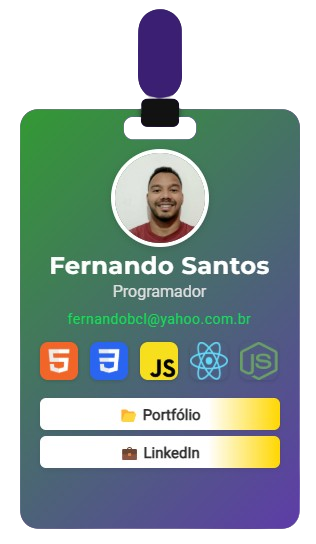 Fernando Santos
Programador
fernandobcl@yahoo.com.br
5 3 JS JS
Portfólio
LinkedIn